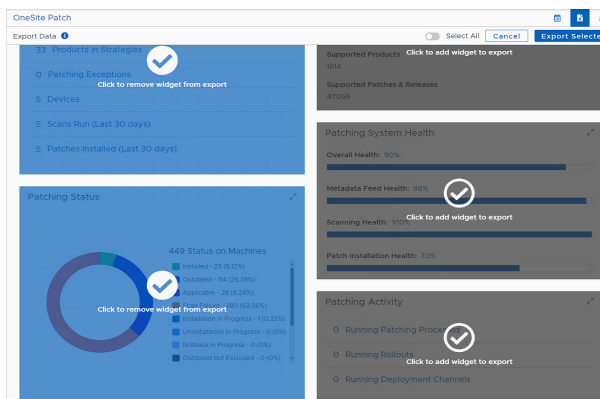 OneSite Patch
Export Data
Select All
Cancel
Export Selecte
33 Products in Strategies
Click to remove widget from export
0 Patching Exceptions
5 Devices
5 Scans Run (Last 30 days)
5 Patches Installed (Last 30 days)
Supported Products
Click to add widget to export
1614
Supported Patches & Releases
47059
Patching System Health
Overall Health: 90%
Metadata Feed Health: 98%
Click to add widget to export
Scanning Health: 100%
Patch Installation Health: 73%
Patching Status
449 Status on Machines
Installed - 23 (5.12%)
Outdated - 114 (25.39%)
Applicable - 28 (6.24%)
Scan Failure - 280 (62.36%)
Click to remove widget from export
Installation in Progress - 1 (0.22%)
Uninstallation in Progress - 0 (0%)
Rollback in Progress - 0 (0%)
Outdated but Excluded - 0 (0%)
Patching Activity
0 Running Patching Processes
0 Running Rollouts
Click to add widget to export
0 Running Deployment Channels